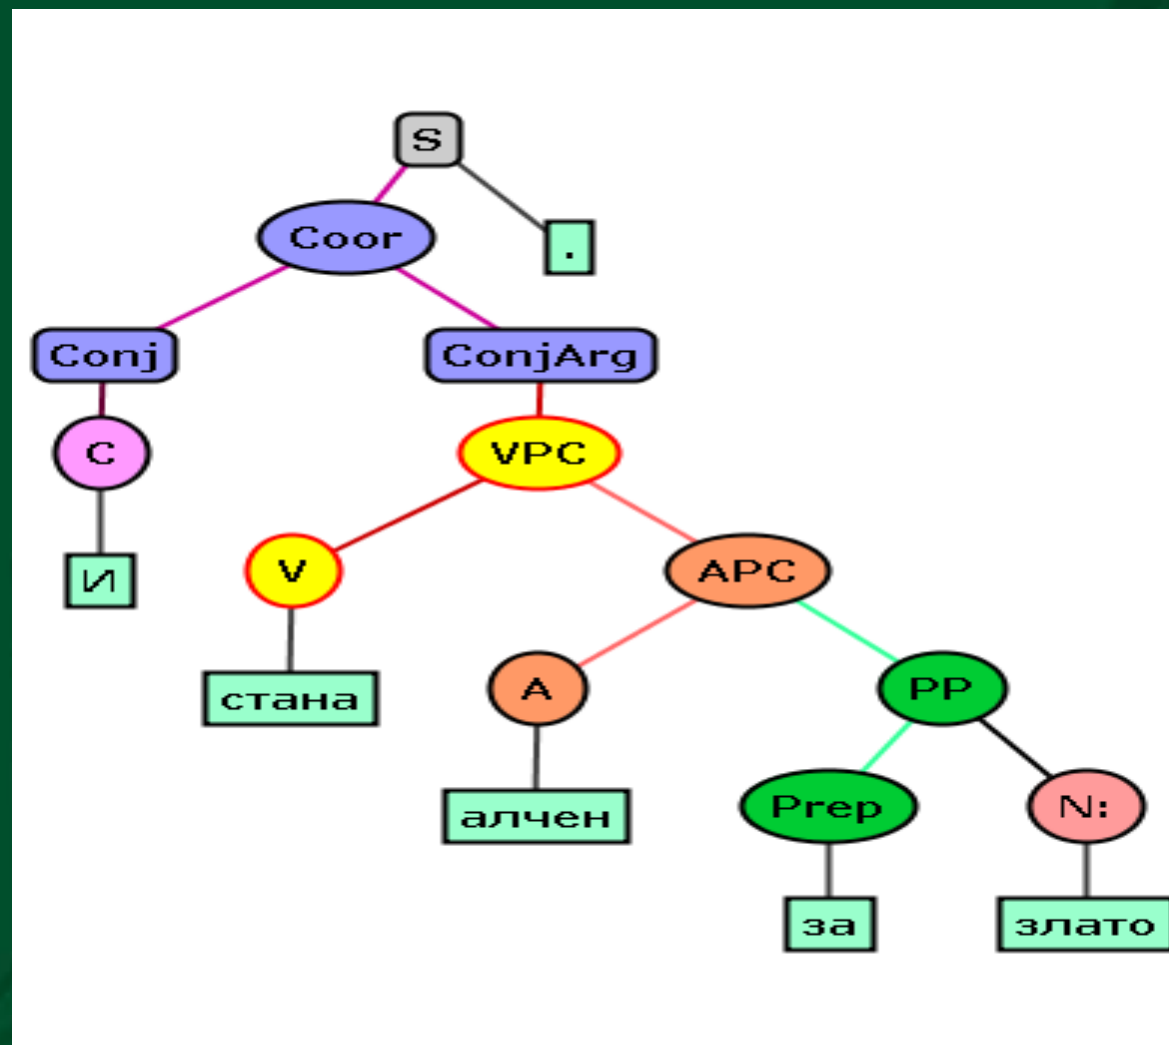 S
Coor
.
Conj
ConjArg
C
VPC
И
V
APC
стана
A
PP
алчен
Prep
N:
за
злато